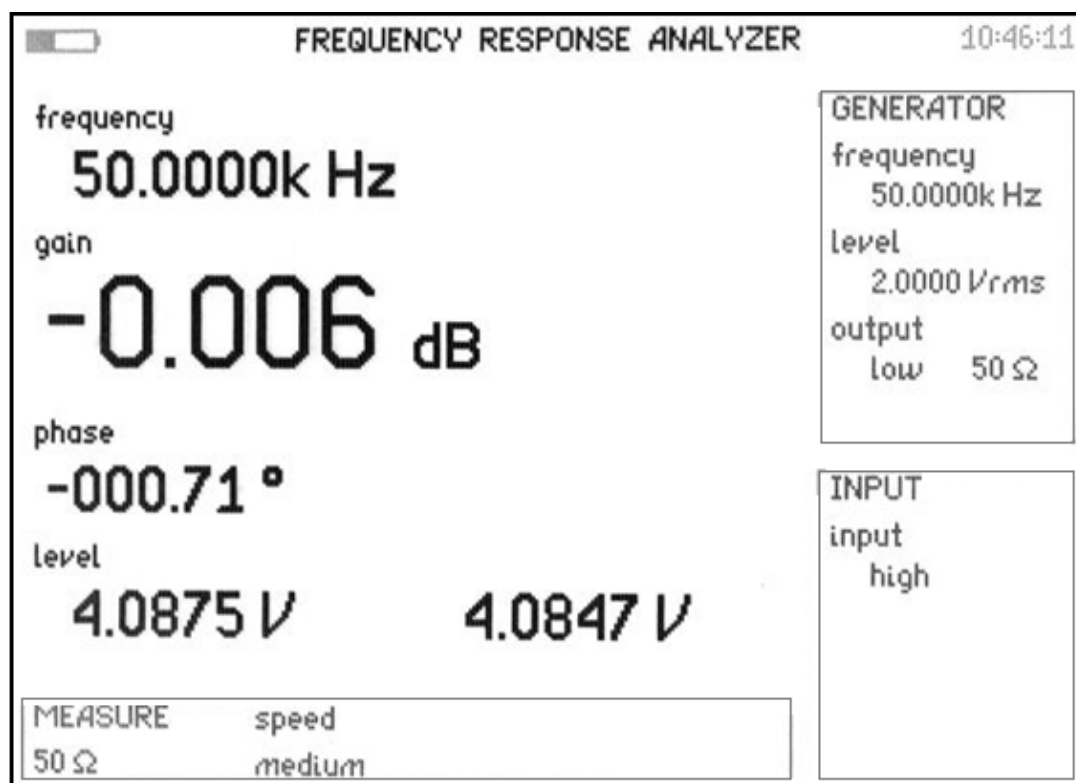 FREQUENCY RESPONSE ANALYZER 10:46:11
frequency
50.0000k Hz
gain
-0.006 dB
phase
-000.71 °
level
4.0875 V 4.0847 V
MEASURE speed
50 Ω medium
GENERATOR
frequency
50.0000k Hz
level
2.0000 Vrms
output
low 50 Ω
INPUT
input
high